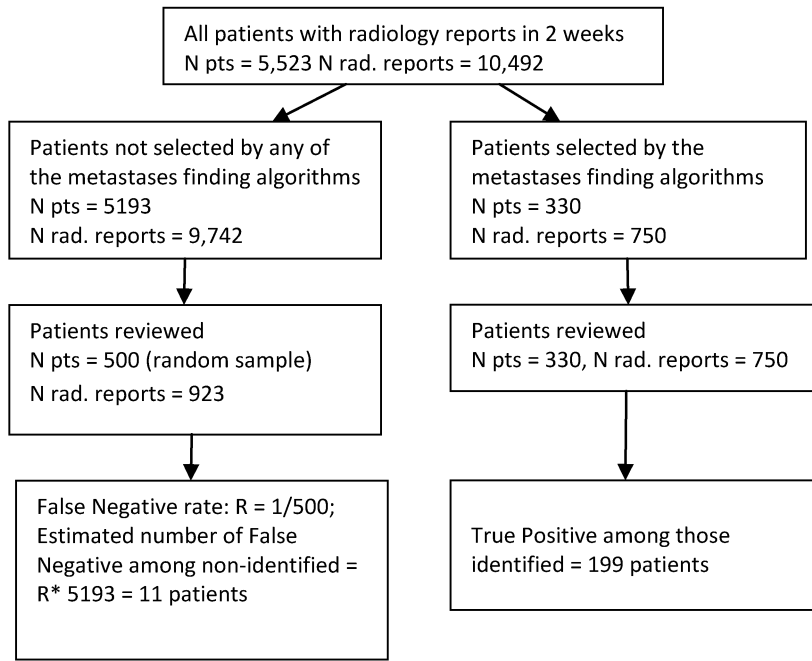 All patients with radiology reports in 2 weeks
N pts = 5,523 N rad. reports = 10,492
Patients not selected by any of
the metastases finding algorithms
N pts = 5193
N rad. reports = 9,742
Patients selected by the
metastases finding algorithms
N pts = 330
N rad. reports = 750
Patients reviewed
N pts = 500 (random sample)
N rad. reports = 923
Patients reviewed
N pts = 330, N rad. reports = 750
False Negative rate: R = 1/500;
Estimated number of False
Negative among non-identified =
R* 5193 = 11 patients
True Positive among those
identified = 199 patients